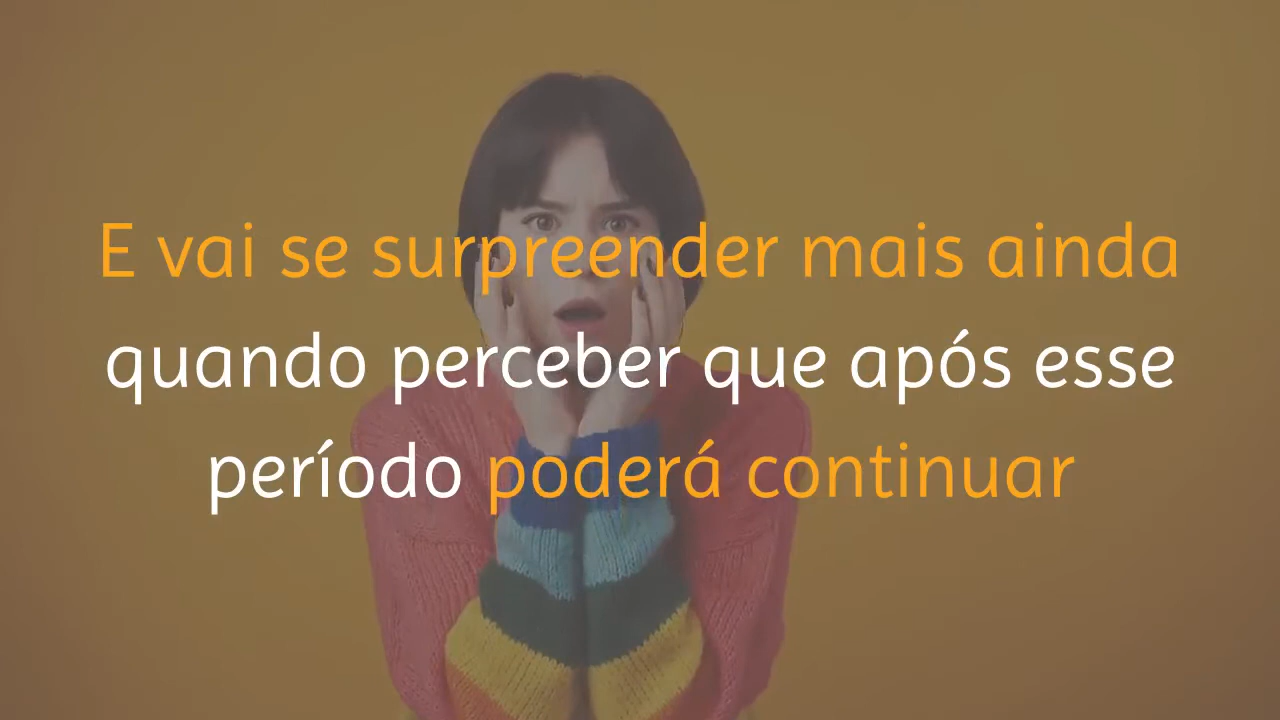 E vai se surpreender mais ainda
quando perceber que após esse
período poderá continuar